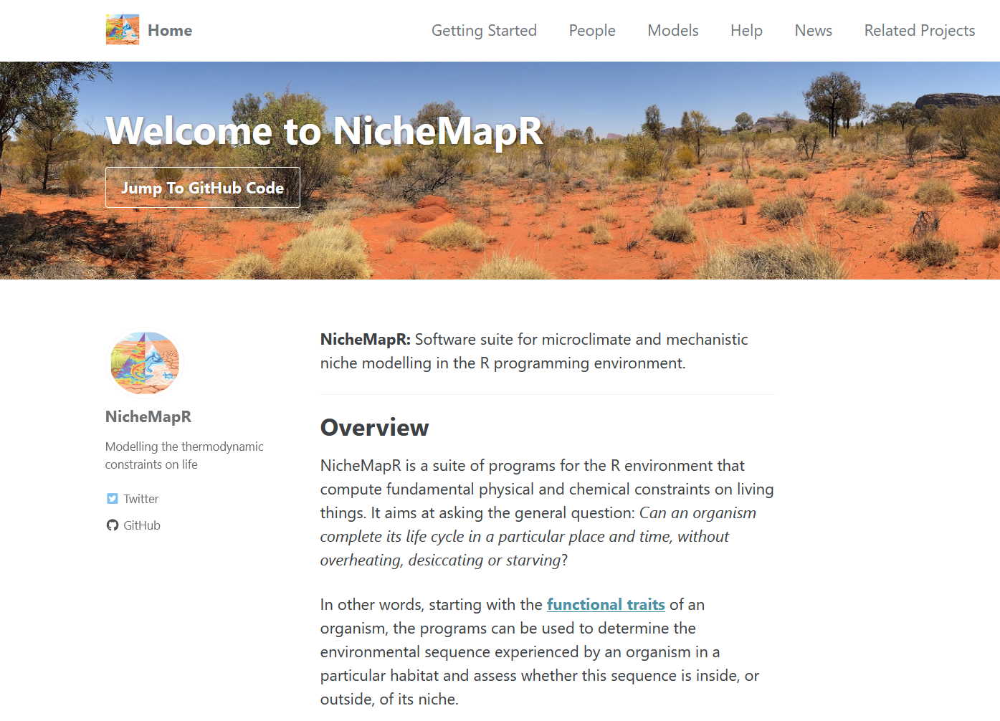 Home
Getting Started
People
Models
Help
News
Related Projects
Welcome to NicheMapR
Jump To GitHub Code
NicheMapR
Modelling the thermodynamic
constraints on life
Twitter
GitHub
NicheMapR: Software suite for microclimate and mechanistic
niche modelling in the R programming environment.
Overview
NicheMapR is a suite of programs for the R environment that
compute fundamental physical and chemical constraints on living
things. It aims at asking the general question: Can an organism
complete its life cycle in a particular place and time, without
overheating, desiccating or starving?
In other words, starting with the functional traits of an
organism, the programs can be used to determine the
environmental sequence experienced by an organism in a
particular habitat and assess whether this sequence is inside, or
outside, of its niche.